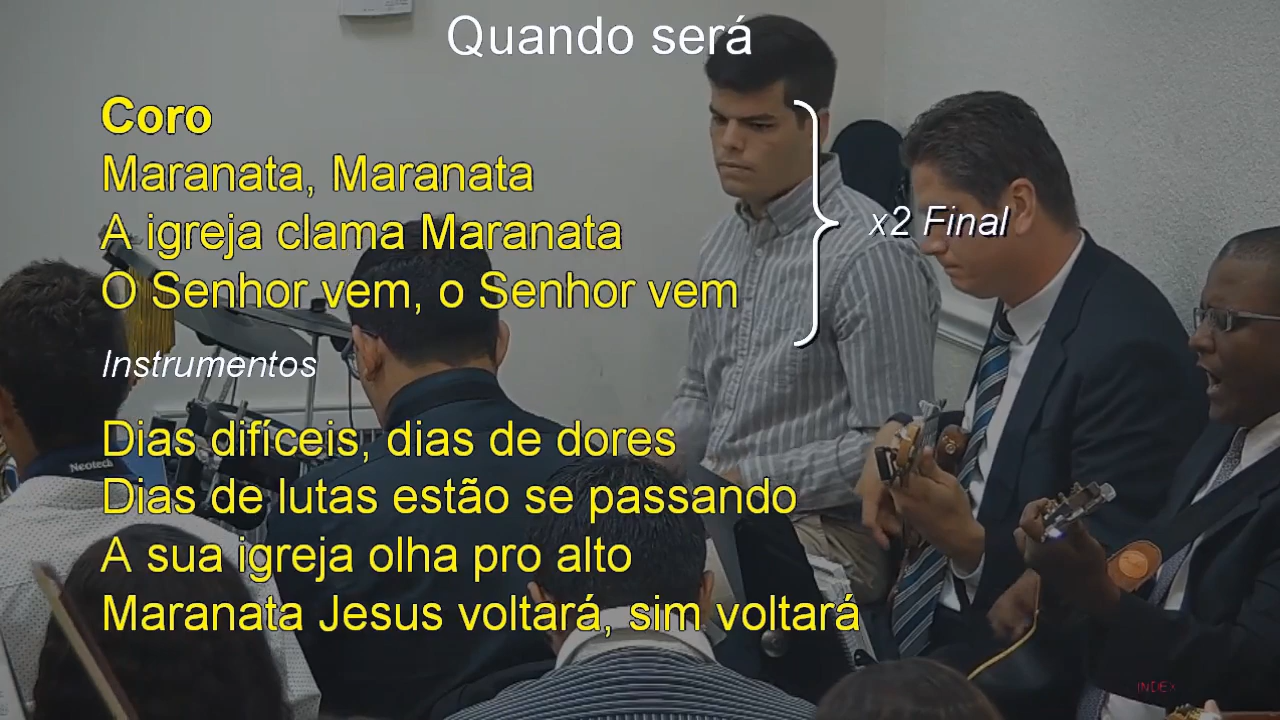 Quando será
Coro
Maranata, Maranata
A igreja clama Maranata
O Senhor vem, o Senhor vem
x2 Final
Instrumentos
Dias difíceis, dias de dores
Dias de lutas estão se passando
A sua igreja olha pro alto
Maranata Jesus voltará, sim voltará
Neotech
INDEX